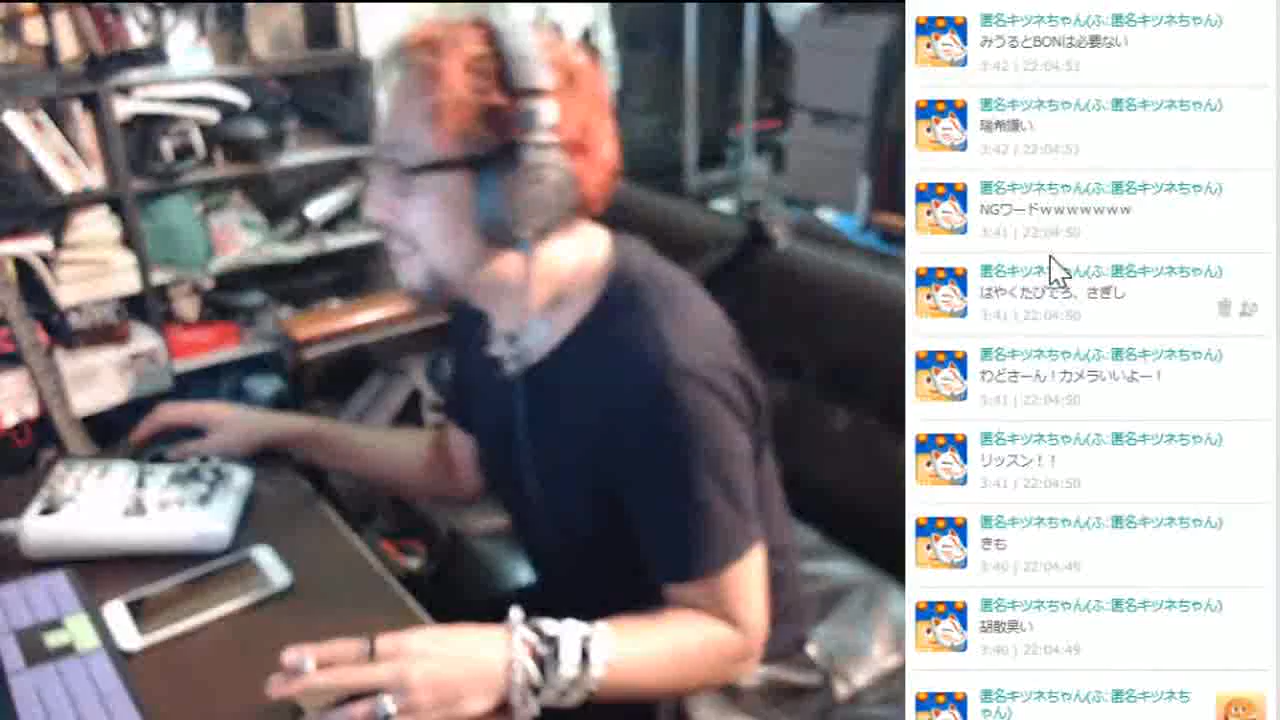 匿名キツネちゃん(ふ:匿名キツネちゃん)
みうるとBONは必要ない
3:42 | 22:04:51
匿名キツネちゃん(ふ:匿名キツネちゃん)
瑞希嫌い
3:42 | 22:04:51
匿名キツネちゃん(ふ:匿名キツネちゃん)
NGワードwwwwwww
3:41 | 22:04:50
匿名キツネちゃん(ふ:匿名キツネちゃん)
はやくたびでろ、さぎし
3:41 | 22:04:50
匿名キツネちゃん(ふ:匿名キツネちゃん)
わどさーん！カメラいいよー！
3:41 | 22:04:50
匿名キツネちゃん(ふ:匿名キツネちゃん)
リッスン！！
3:41 | 22:04:50
匿名キツネちゃん(ふ:匿名キツネちゃん)
きも
3:40 | 22:04:49
匿名キツネちゃん(ふ:匿名キツネちゃん)
胡散臭い
3:40 | 22:04:49
匿名キツネちゃん(ふ:匿名キツネち
ゃん)